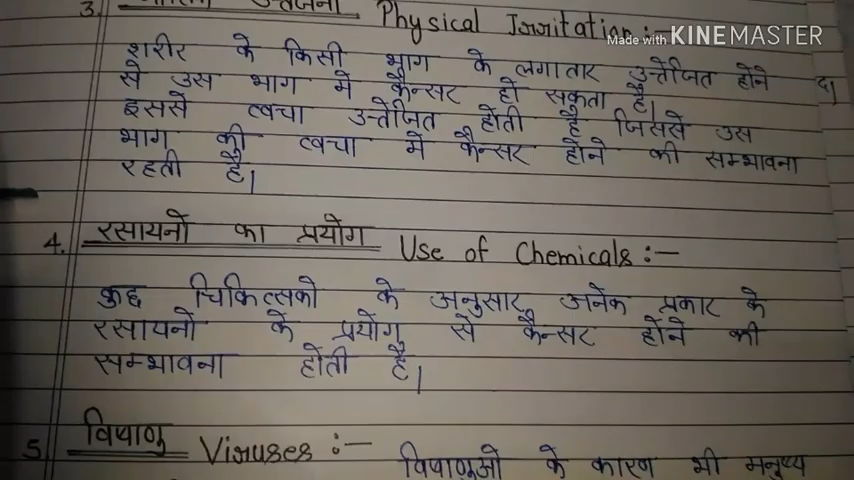 3. उत्तेजना Physical Irritation :-
Made with KINEMASTER
शरीर के किसी भाग के लगातार उत्तेजित होने
से उस भाग में कैन्सर हो सकता है।
इससे त्वचा उत्तेजित होती है जिससे उस
भाग की त्वचा में कैन्सर होने की सम्भावना
रहती है।
4. रसायनो का प्रयोग Use of Chemicals :-
कुछ चिकित्सको के अनुसार अनेक प्रकार के
रसायनो के प्रयोग से कैन्सर होने की
सम्भावना होती है।
5. विषाणु Viruses :-
विषाणुओ के कारण भी मनुष्य